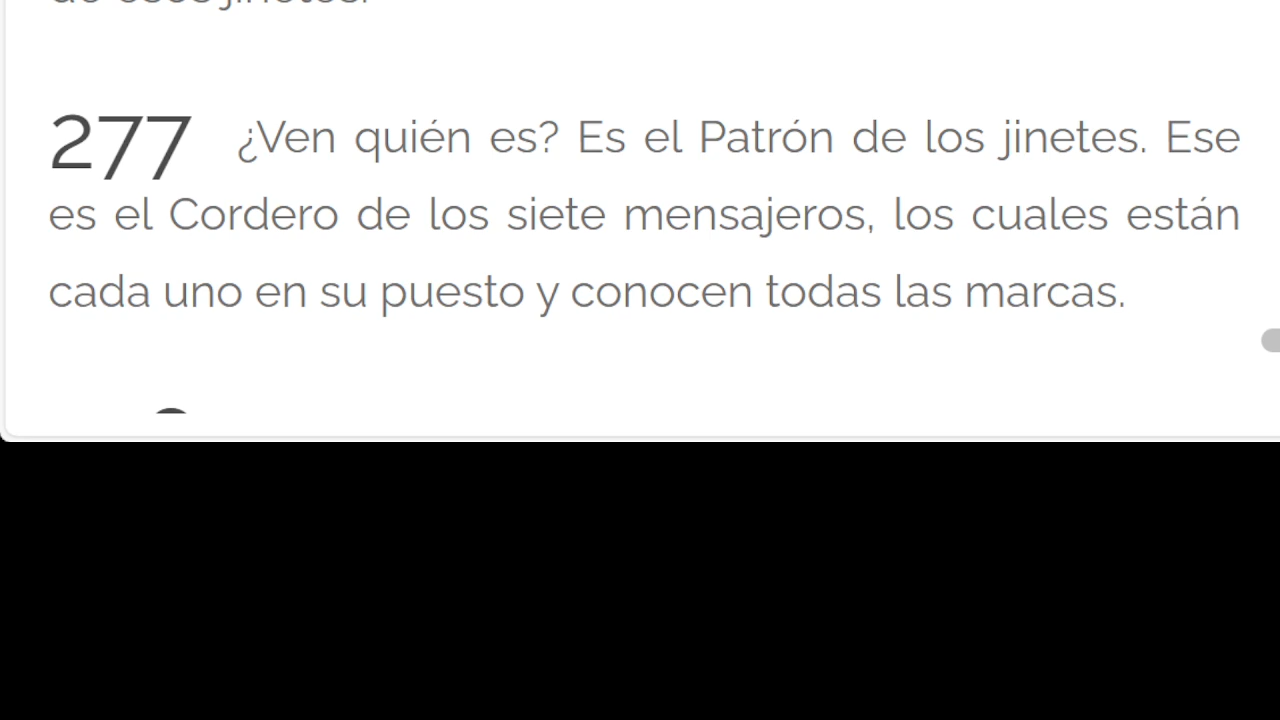 277 ¿Ven quién es? Es el Patrón de los jinetes. Ese
es el Cordero de los siete mensajeros, los cuales están
cada uno en su puesto y conocen todas las marcas.